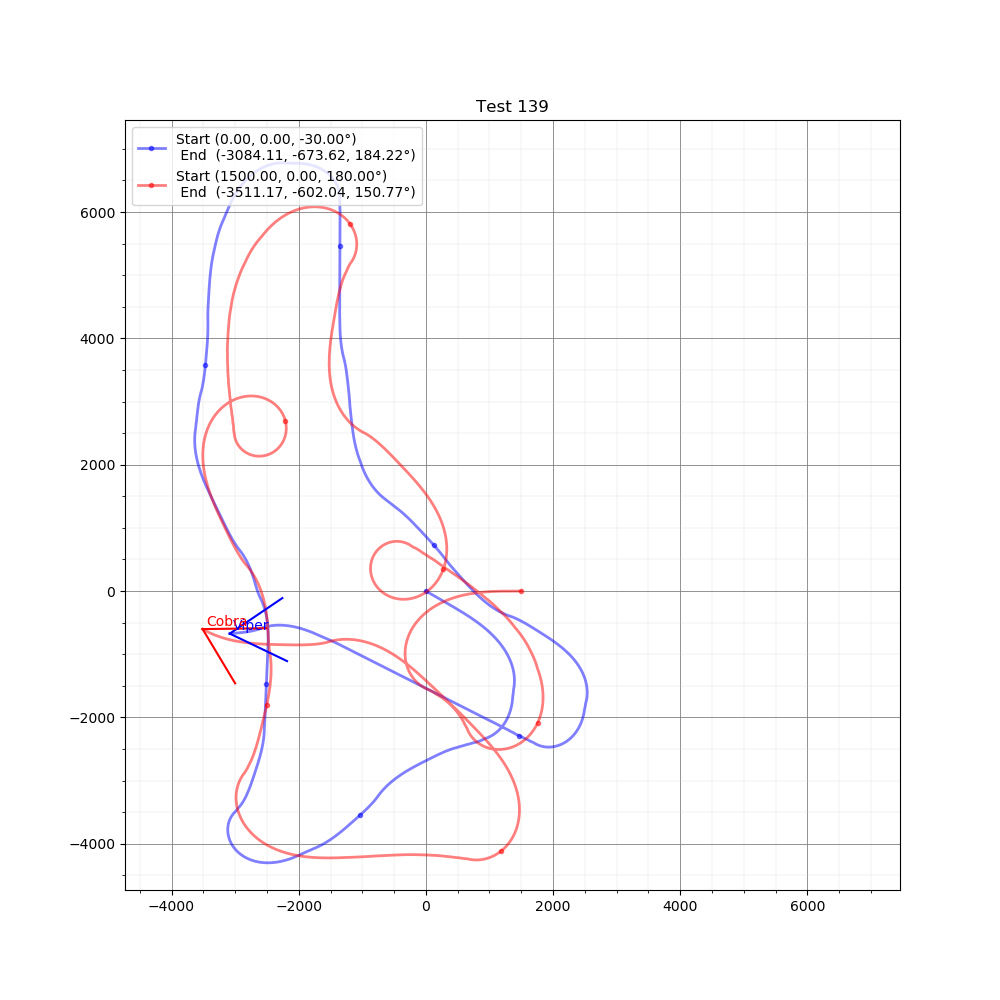 Test 139
Start (0.00, 0.00, -30.00°)
End (-3084.11, -673.62, 184.22°)
Start (1500.00, 0.00, 180.00°)
End (-3511.17, -602.04, 150.77°)
6000
4000
2000
0
−2000
−4000
Cobra
Viper
−4000 −2000 0 2000 4000 6000